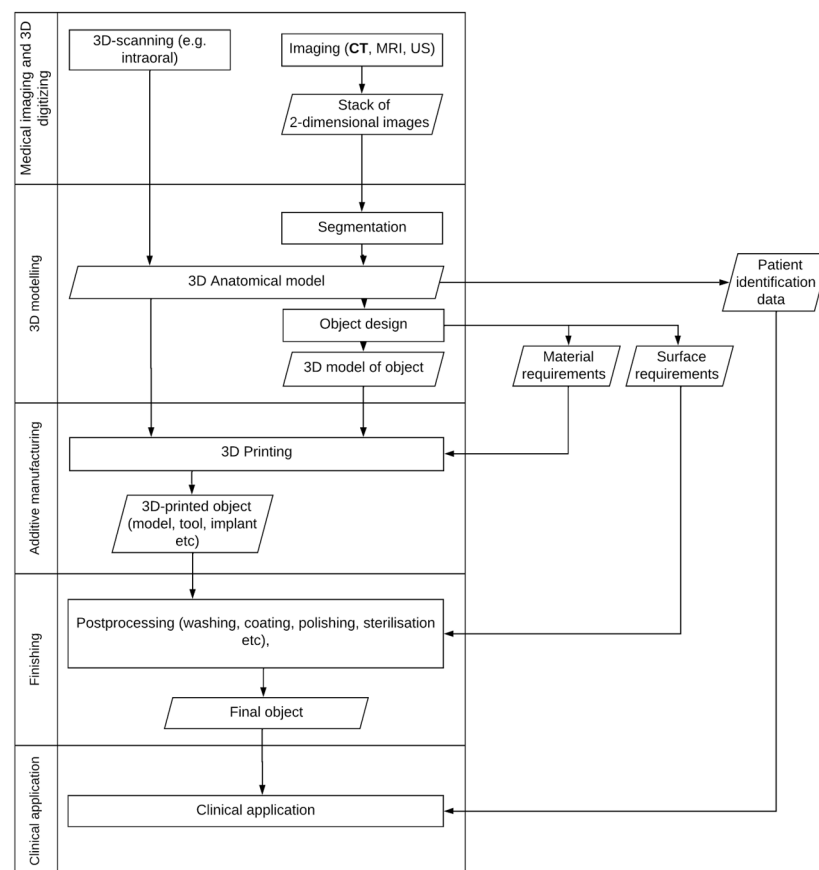 Medical imaging and 3D
digitizing
3D-scanning (e.g.
intraoral)
Imaging (CT, MRI, US)
Stack of
2-dimensional images
3D modelling
Segmentation
3D Anatomical model
Patient
identification
data
Object design
3D model of object
Material
requirements
Surface
requirements
Additive manufacturing
3D Printing
3D-printed object
(model, tool, implant
etc)
Finishing
Postprocessing (washing, coating, polishing, sterilisation
etc),
Final object
Clinical application
Clinical application